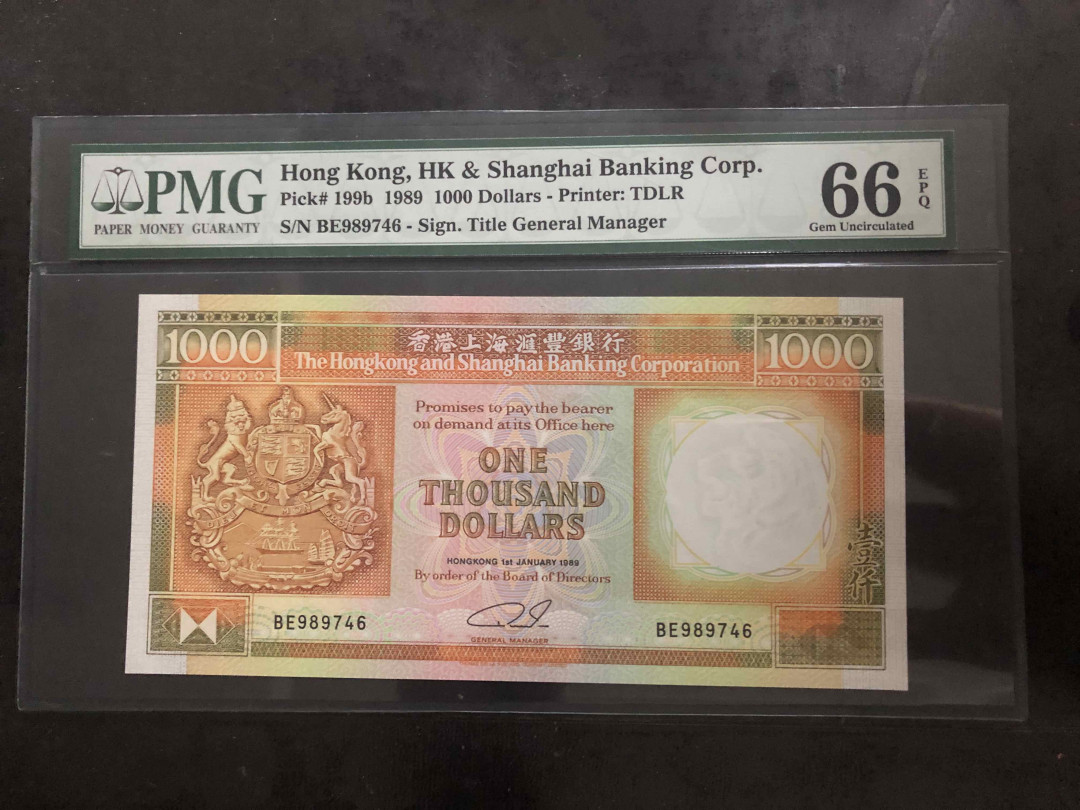 PMG
PAPER MONEY GUARANTY
Hong Kong, HK & Shanghai Banking Corp.
Pick# 199b 1989 1000 Dollars - Printer: TDLR
S/N BE989746 - Sign. Title General Manager
66
EPQ
Gem Uncirculated
1000
香港上海滙豐銀行
1000
The Hongkong and Shanghai Banking Corporation
Promises to pay the bearer
on demand at its Office here
ONE
THOUSAND
DOLLARS
HONGKONG 1st JANUARY 1989
By order of the Board of Directors
壹仟
BE989746
GENERAL MANAGER
BE989746